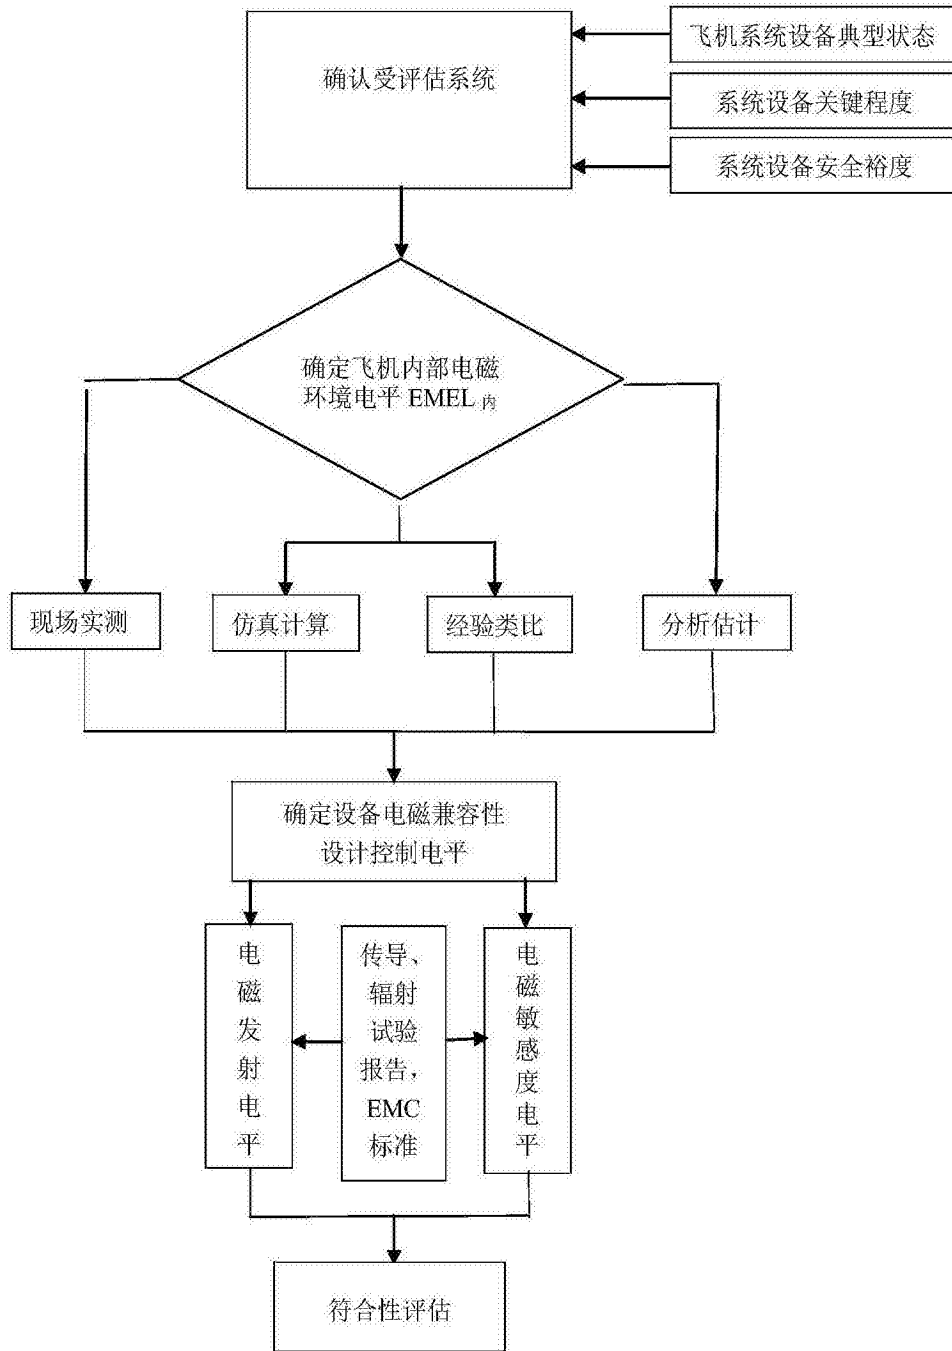 飞机系统设备典型状态
确认受评估系统
系统设备关键程度
系统设备安全裕度
确定飞机内部电磁
环境电平 EMEL 内
现场实测
仿真计算
经验类比
分析估计
确定设备电磁兼容性
设计控制电平
电磁发射电平
传导、
辐射
试验
报告，
EMC
标准
电磁敏感度电平
符合性评估